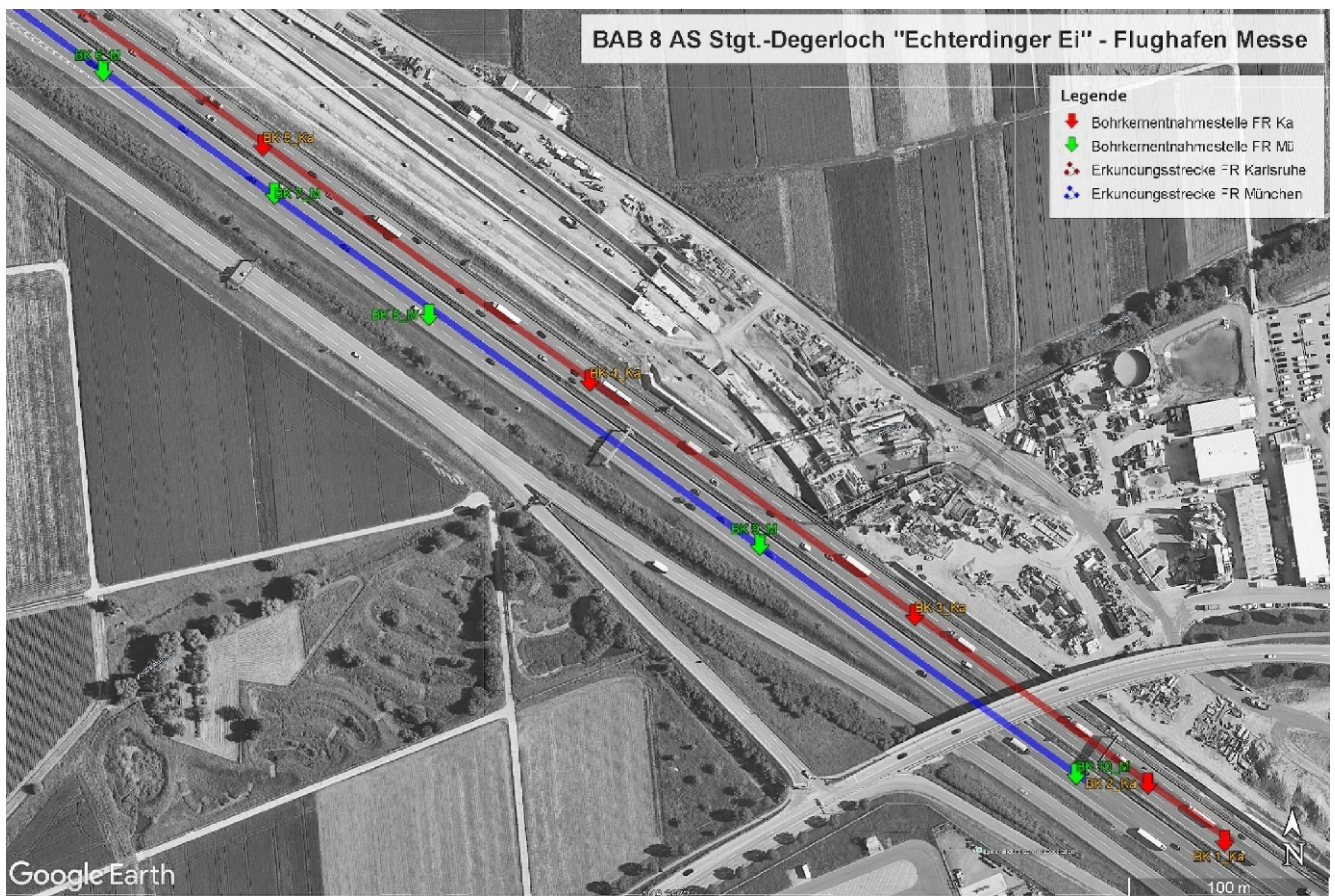 BAB 8 AS Stgt.-Degerloch "Echterdinger Ei" - Flughafen Messe
Legende
Bohrkernentnahmestelle FR Ka
Bohrkernentnahmestelle FR Mü
Erkundungsstrecke FR Karlsruhe
Erkundungsstrecke FR München
BK 6_M
BK 5_Ka
BK 7_M
BK 8_M
BK 4_Ka
BK 9_M
BK 3_Ka
BK 10_M
BK 2_Ka
BK 1_Ka
N
100 m
Google Earth